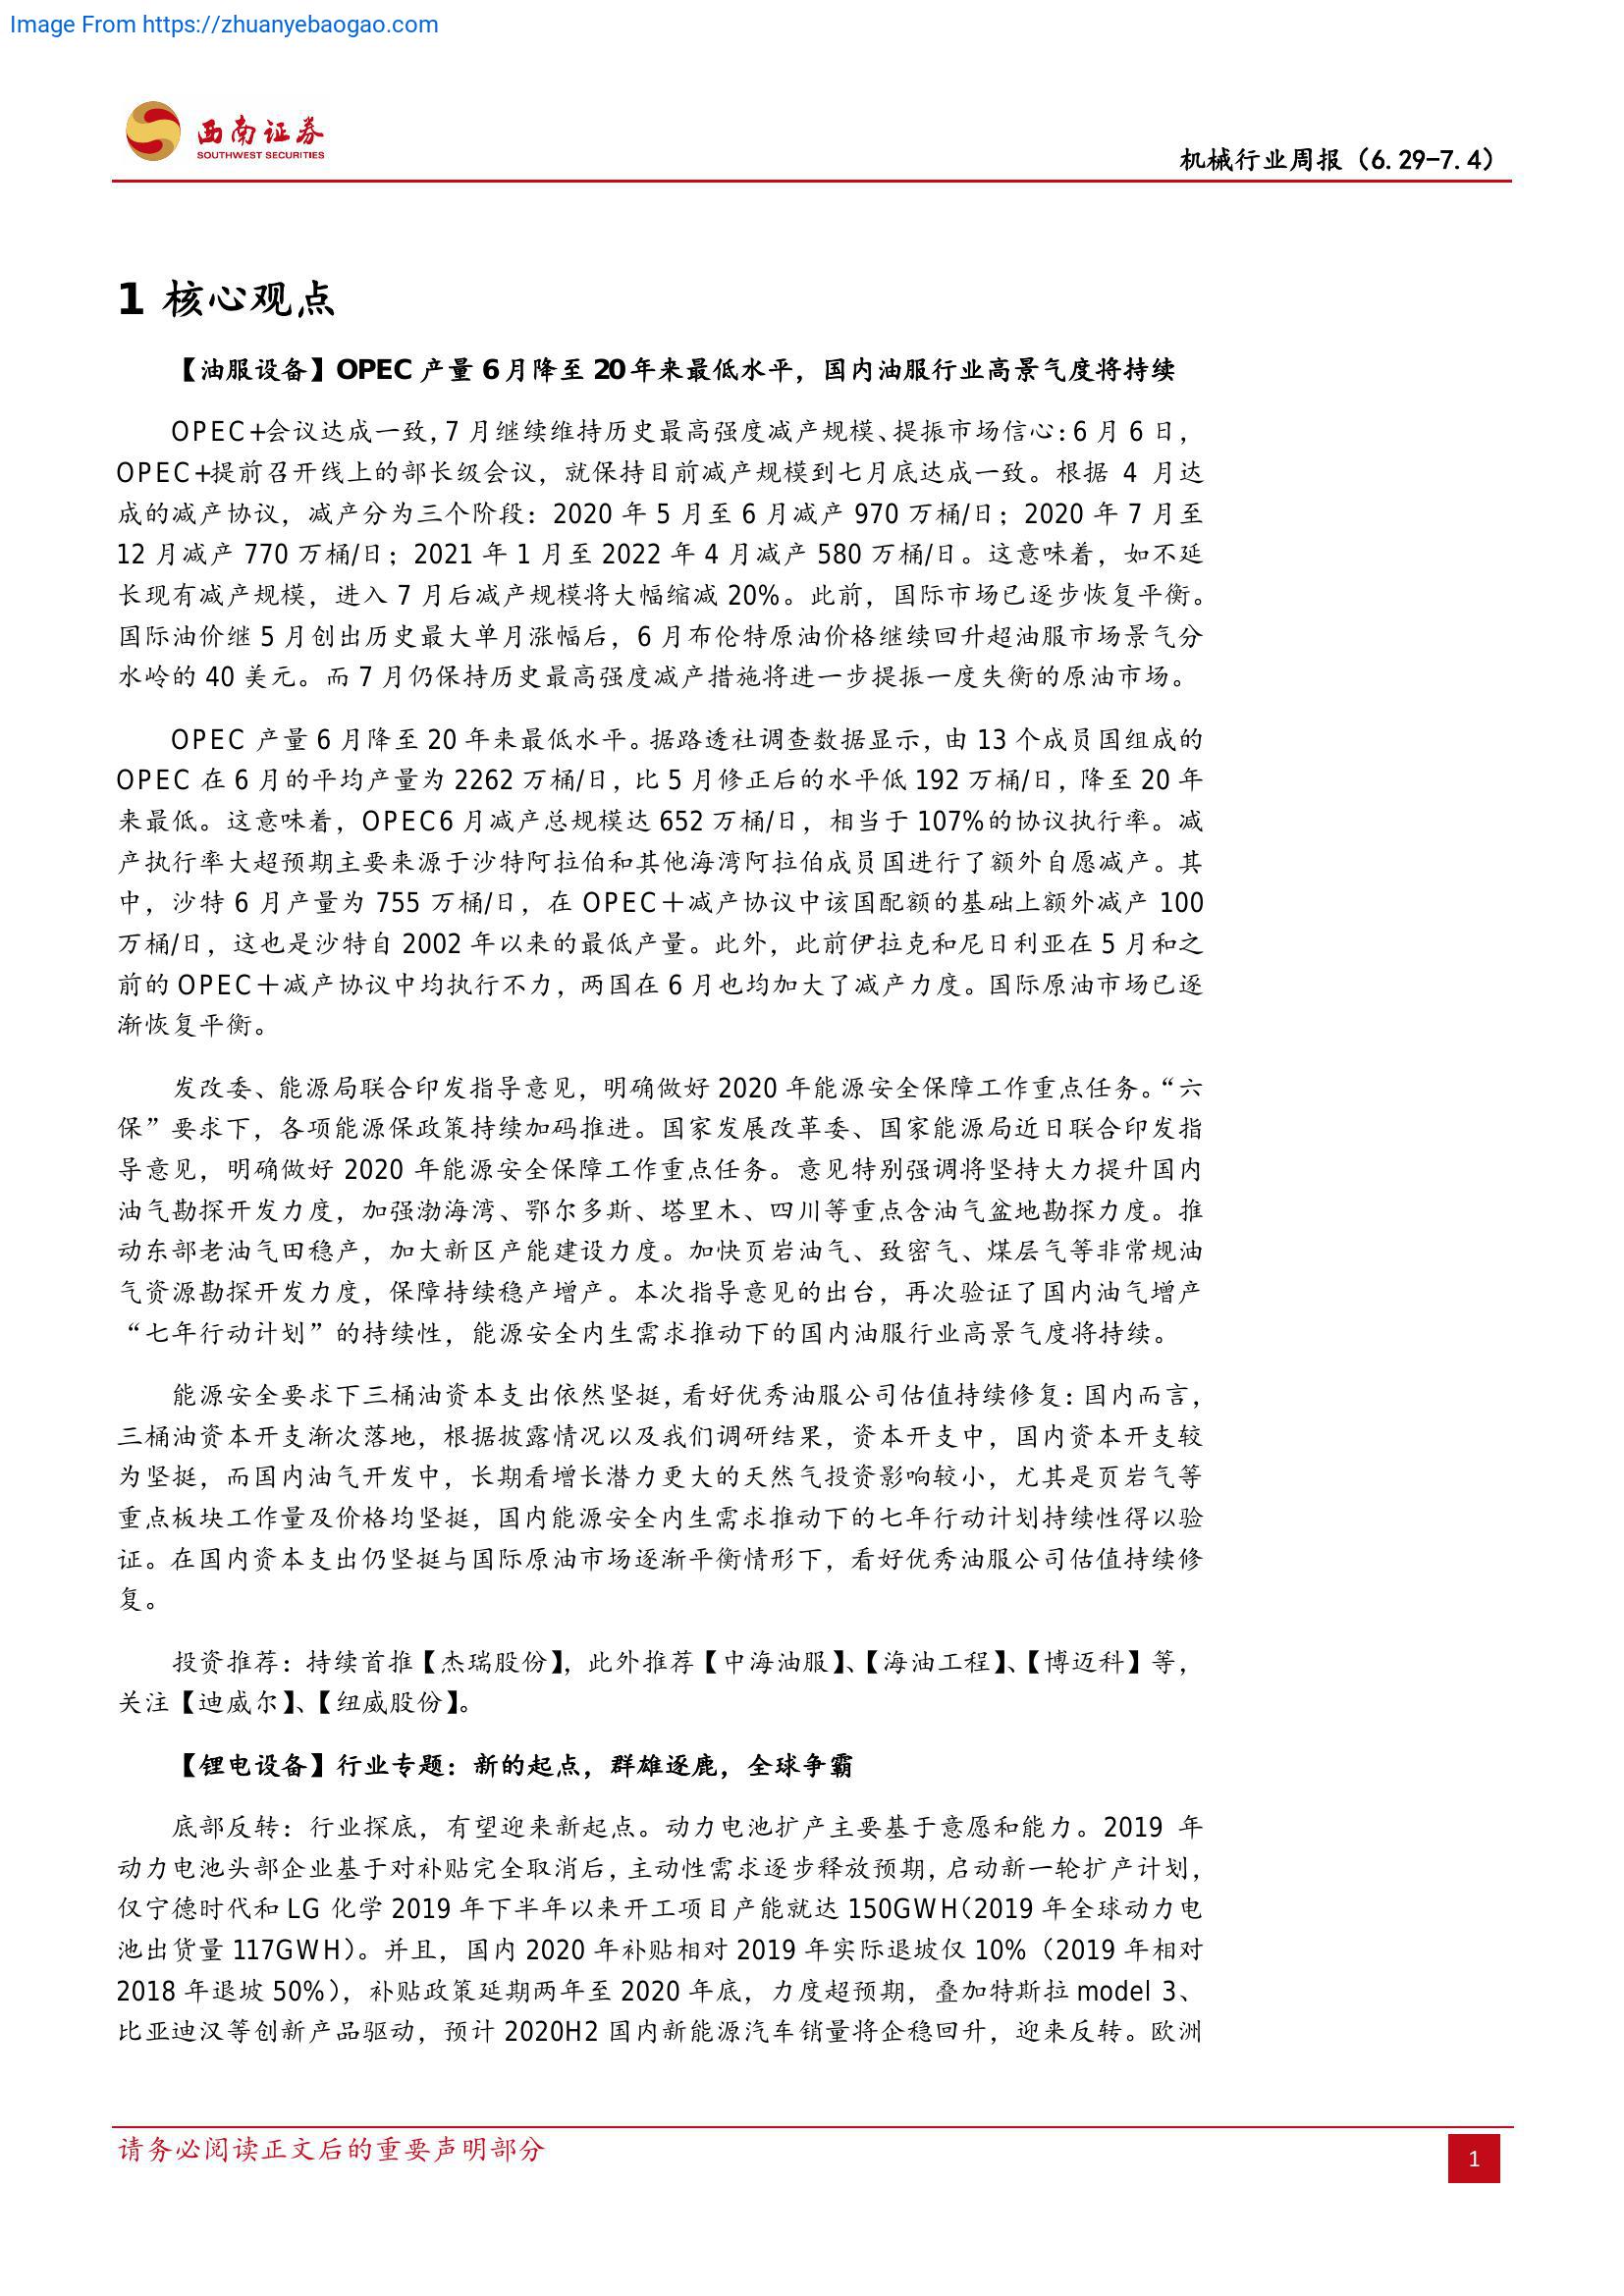 Image From https://zhuanyebaogao.com
西南证券
SOUTHWEST SECURITIES
机械行业周报（6.29-7.4）
1 核心观点
【油服设备】OPEC 产量 6 月降至 20 年来最低水平，国内油服行业高景气度将持续
OPEC+会议达成一致，7 月继续维持历史最高强度减产规模、提振市场信心：6 月 6 日，
OPEC+提前召开线上的部长级会议，就保持目前减产规模到七月底达成一致。根据 4 月达
成的减产协议，减产分为三个阶段：2020 年 5 月至 6 月减产 970 万桶/日；2020 年 7 月至
12 月减产 770 万桶/日；2021 年 1 月至 2022 年 4 月减产 580 万桶/日。这意味着，如不延
长现有减产规模，进入 7 月后减产规模将大幅缩减 20%。此前，国际市场已逐步恢复平衡。
国际油价继 5 月创出历史最大单月涨幅后，6 月布伦特原油价格继续回升超油服市场景气分
水岭的 40 美元。而 7 月仍保持历史最高强度减产措施将进一步提振一度失衡的原油市场。
OPEC 产量 6 月降至 20 年来最低水平。据路透社调查数据显示，由 13 个成员国组成的
OPEC 在 6 月的平均产量为 2262 万桶/日，比 5 月修正后的水平低 192 万桶/日，降至 20 年
来最低。这意味着，OPEC6 月减产总规模达 652 万桶/日，相当于 107%的协议执行率。减
产执行率大超预期主要来源于沙特阿拉伯和其他海湾阿拉伯成员国进行了额外自愿减产。其
中，沙特 6 月产量为 755 万桶/日，在 OPEC＋减产协议中该国配额的基础上额外减产 100
万桶/日，这也是沙特自 2002 年以来的最低产量。此外，此前伊拉克和尼日利亚在 5 月和之
前的 OPEC＋减产协议中均执行不力，两国在 6 月也均加大了减产力度。国际原油市场已逐
渐恢复平衡。
发改委、能源局联合印发指导意见，明确做好 2020 年能源安全保障工作重点任务。“六
保”要求下，各项能源保政策持续加码推进。国家发展改革委、国家能源局近日联合印发指
导意见，明确做好 2020 年能源安全保障工作重点任务。意见特别强调将坚持大力提升国内
油气勘探开发力度，加强渤海湾、鄂尔多斯、塔里木、四川等重点含油气盆地勘探力度。推
动东部老油气田稳产，加大新区产能建设力度。加快页岩油气、致密气、煤层气等非常规油
气资源勘探开发力度，保障持续稳产增产。本次指导意见的出台，再次验证了国内油气增产
“七年行动计划”的持续性，能源安全内生需求推动下的国内油服行业高景气度将持续。
能源安全要求下三桶油资本支出依然坚挺，看好优秀油服公司估值持续修复：国内而言，
三桶油资本开支渐次落地，根据披露情况以及我们调研结果，资本开支中，国内资本开支较
为坚挺，而国内油气开发中，长期看增长潜力更大的天然气投资影响较小，尤其是页岩气等
重点板块工作量及价格均坚挺，国内能源安全内生需求推动下的七年行动计划持续性得以验
证。在国内资本支出仍坚挺与国际原油市场逐渐平衡情形下，看好优秀油服公司估值持续修
复。
投资推荐：持续首推【杰瑞股份】，此外推荐【中海油服】、【海油工程】、【博迈科】等，
关注【迪威尔】、【纽威股份】。
【锂电设备】行业专题：新的起点，群雄逐鹿，全球争霸
底部反转：行业探底，有望迎来新起点。动力电池扩产主要基于意愿和能力。2019 年
动力电池头部企业基于对补贴完全取消后，主动性需求逐步释放预期，启动新一轮扩产计划，
仅宁德时代和 LG 化学 2019 年下半年以来开工项目产能就达 150GWH（2019 年全球动力电
池出货量 117GWH）。并且，国内 2020 年补贴相对 2019 年实际退坡仅 10%（2019 年相对
2018 年退坡 50%），补贴政策延期两年至 2020 年底，力度超预期，叠加特斯拉 model 3、
比亚迪汉等创新产品驱动，预计 2020H2 国内新能源汽车销量将企稳回升，迎来反转。欧洲
请务必阅读正文后的重要声明部分
1